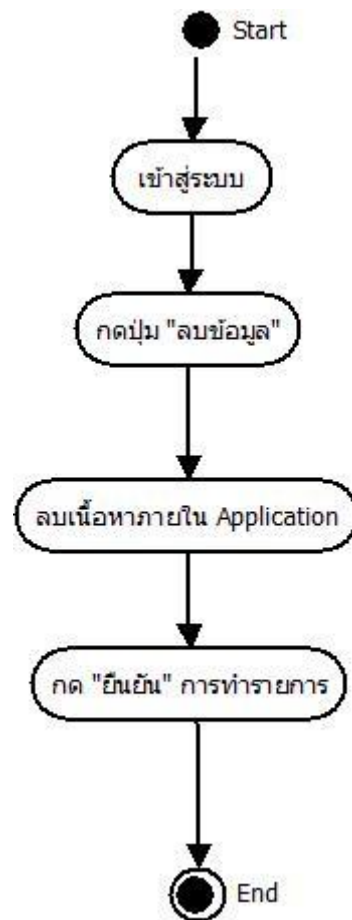 Start
เข้าสู่ระบบ
กดปุ่ม "ลบข้อมูล"
ลบเนื้อหาภายใน Application
กด "ยืนยัน" การทำรายการ
End